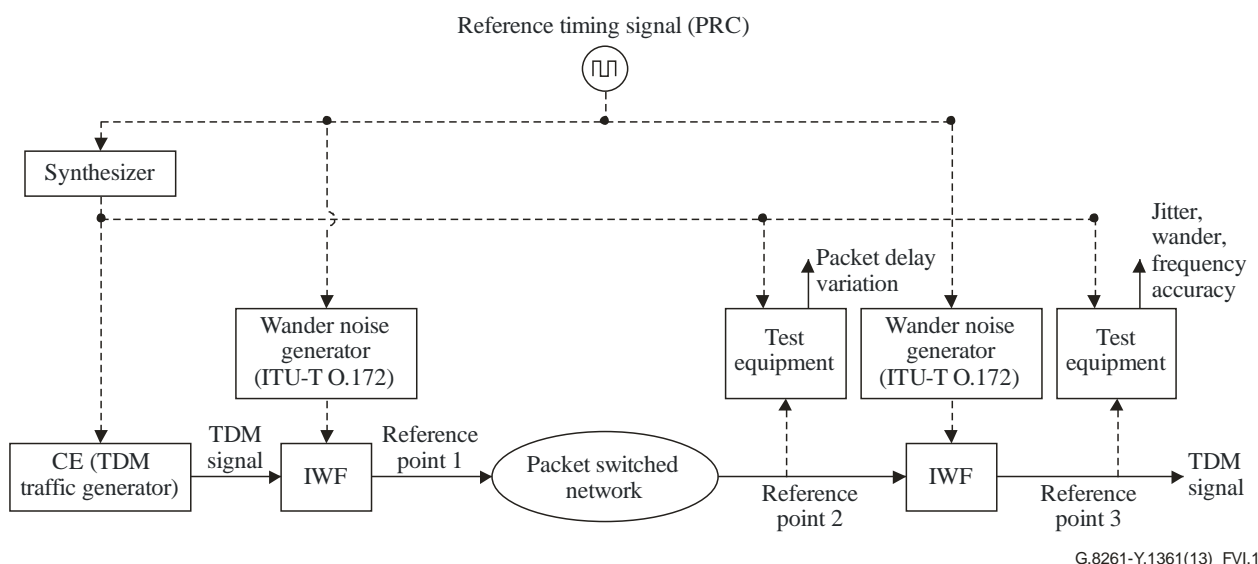 Reference timing signal (PRC)
Synthesizer
Jitter,
wander,
frequency
accuracy
Packet delay
variation
Wander noise
generator
(ITU-T O.172)
Test
equipment
Wander noise
generator
(ITU-T O.172)
Test
equipment
CE (TDM
traffic generator)
TDM
signal
IWF
Reference
point 1
Packet switched
network
Reference
point 2
IWF
Reference
point 3
TDM
signal
G.8261-Y.1361(13)_FVI.1